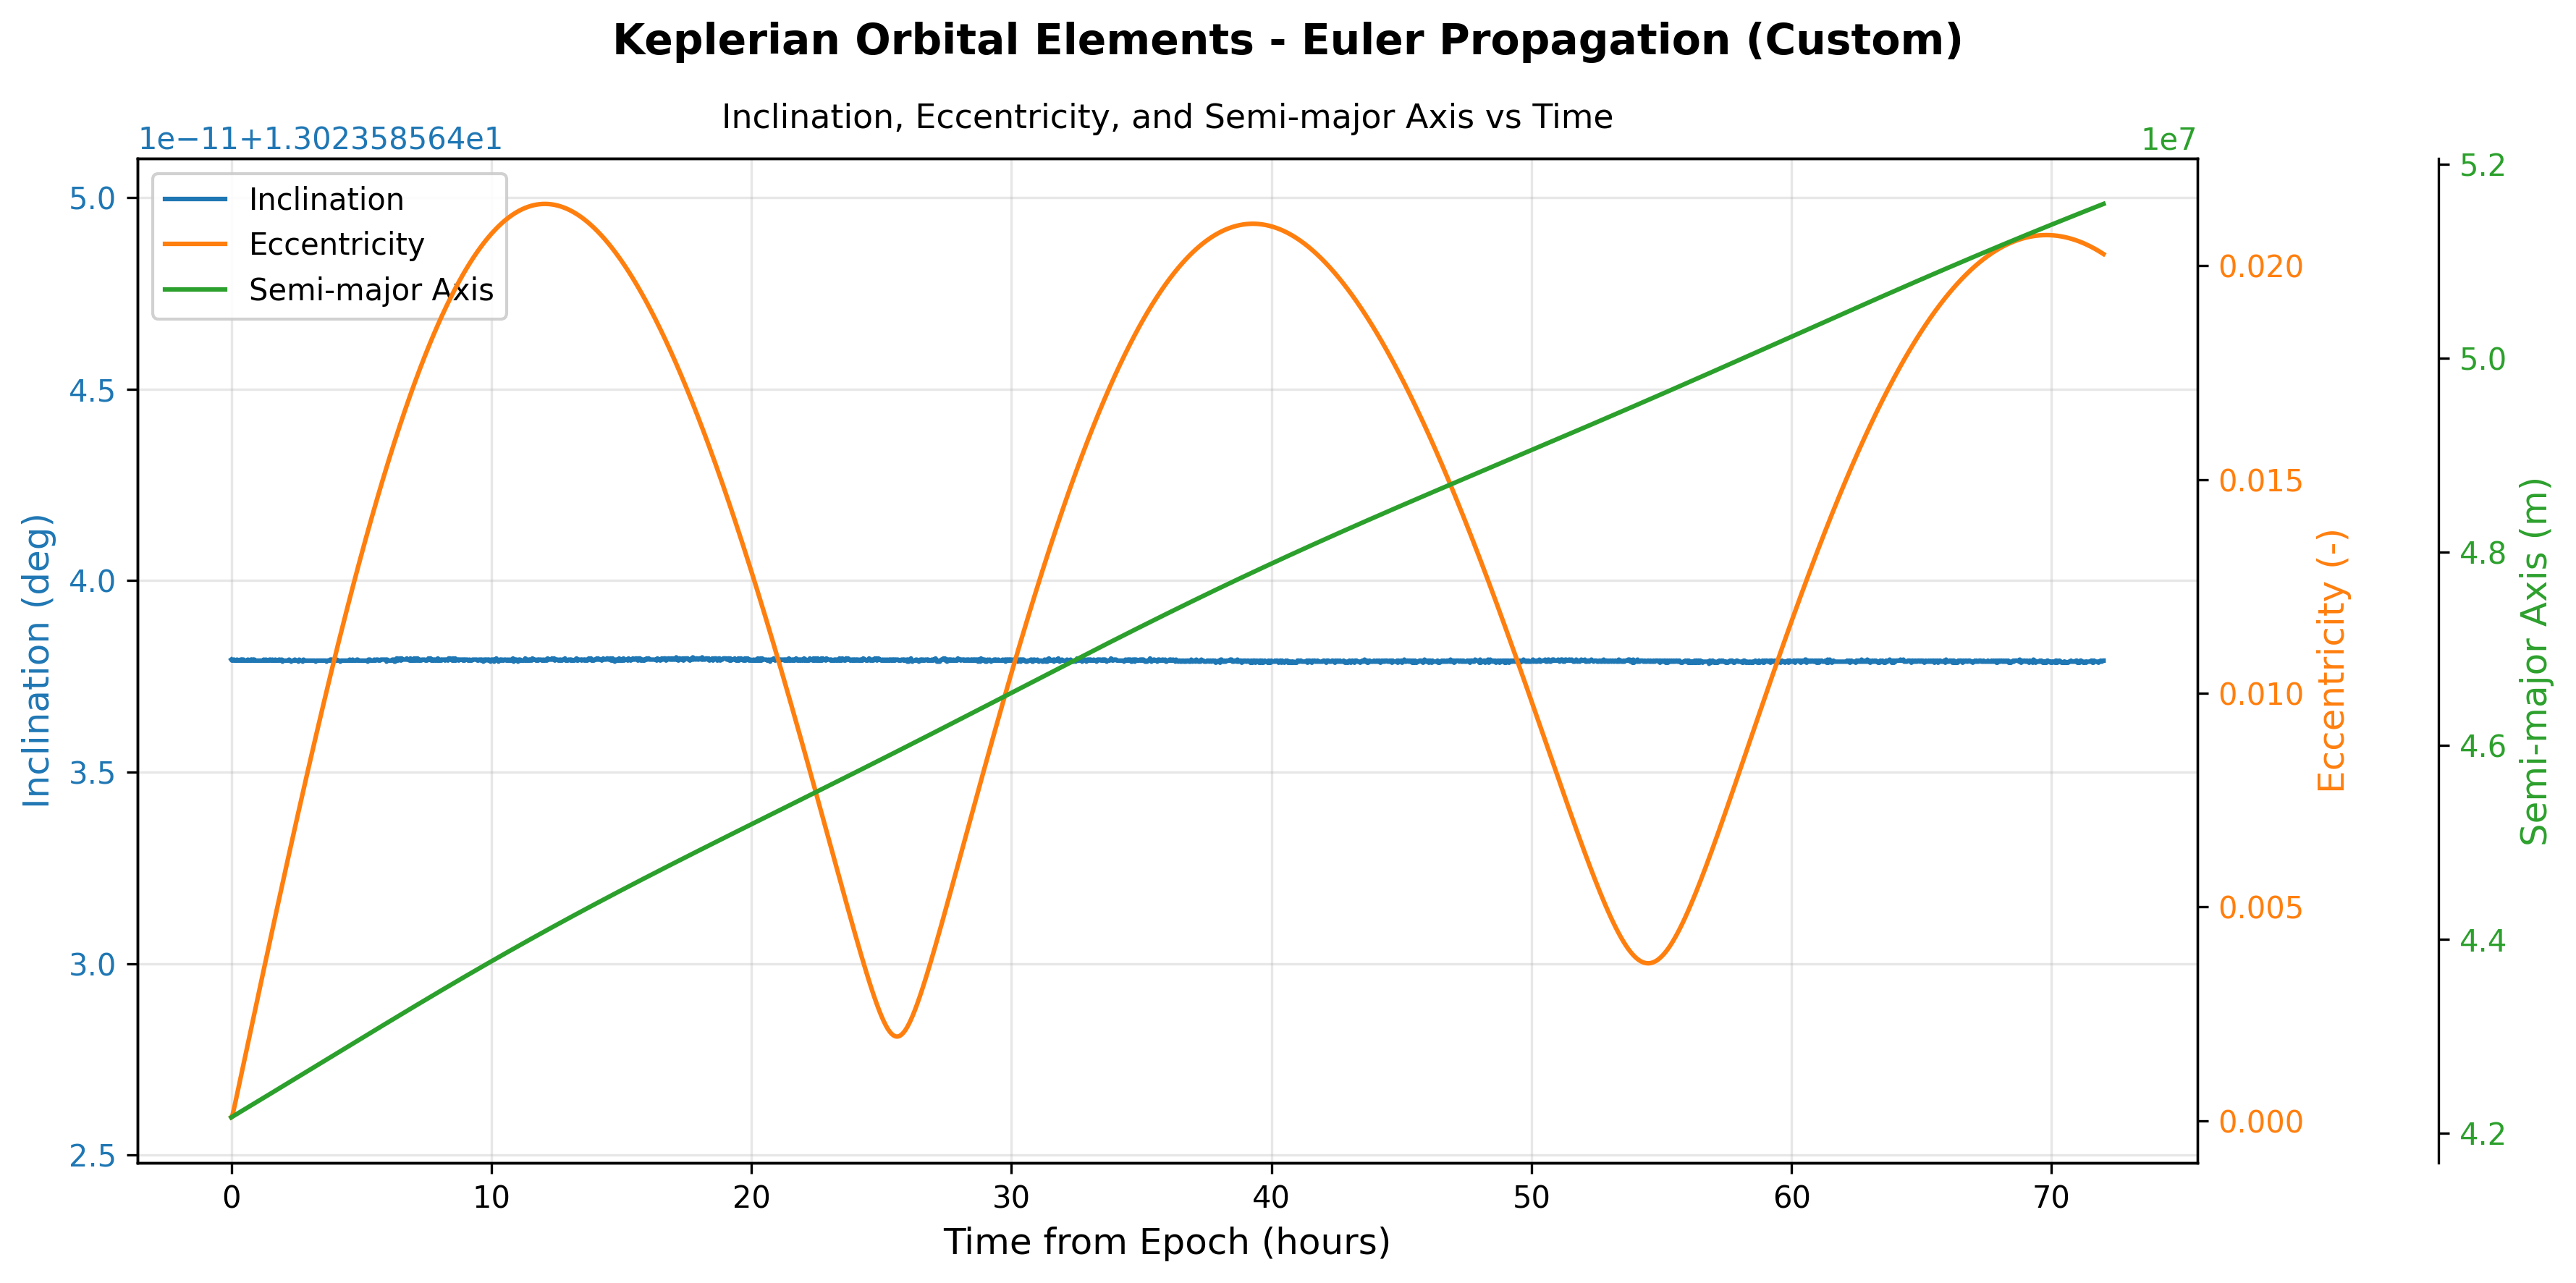 Keplerian Orbital Elements - Euler Propagation (Custom)
Inclination, Eccentricity, and Semi-major Axis vs Time
1e−11+1.302358564e1
1e7
Inclination
Eccentricity
Semi-major Axis
5.0
4.5
4.0
3.5
3.0
2.5
Inclination (deg)
0.020
0.015
0.010
0.005
0.000
Eccentricity (-)
5.2
5.0
4.8
4.6
4.4
4.2
Semi-major Axis (m)
0 10 20 30 40 50 60 70
Time from Epoch (hours)